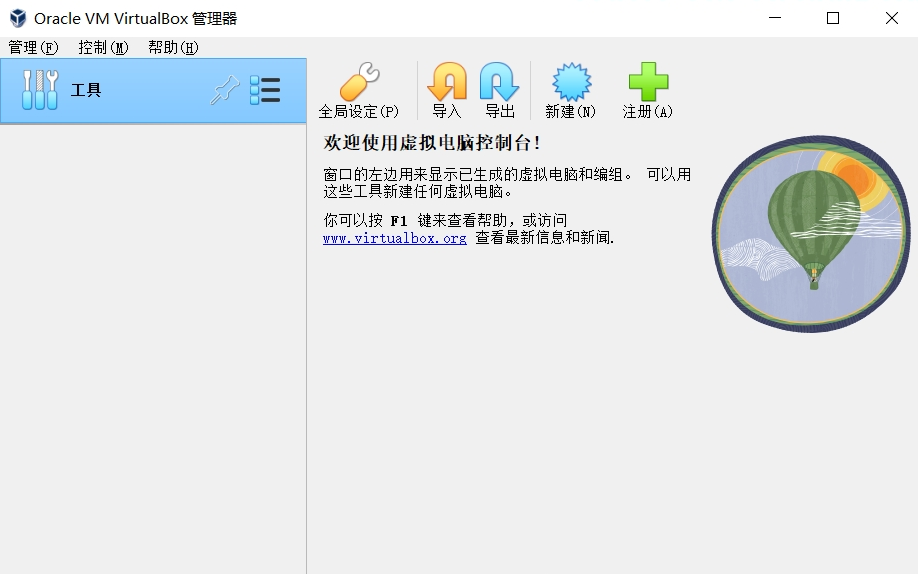 Oracle VM VirtualBox 管理器
管理(F) 控制(M) 帮助(H)
工具
全局设定(P) 导入 导出 新建(N) 注册(A)
欢迎使用虚拟电脑控制台!
窗口的左边用来显示已生成的虚拟电脑和编组。 可以用
这些工具新建任何虚拟电脑。
你可以按 F1 键来查看帮助，或访问
www.virtualbox.org 查看最新信息和新闻.